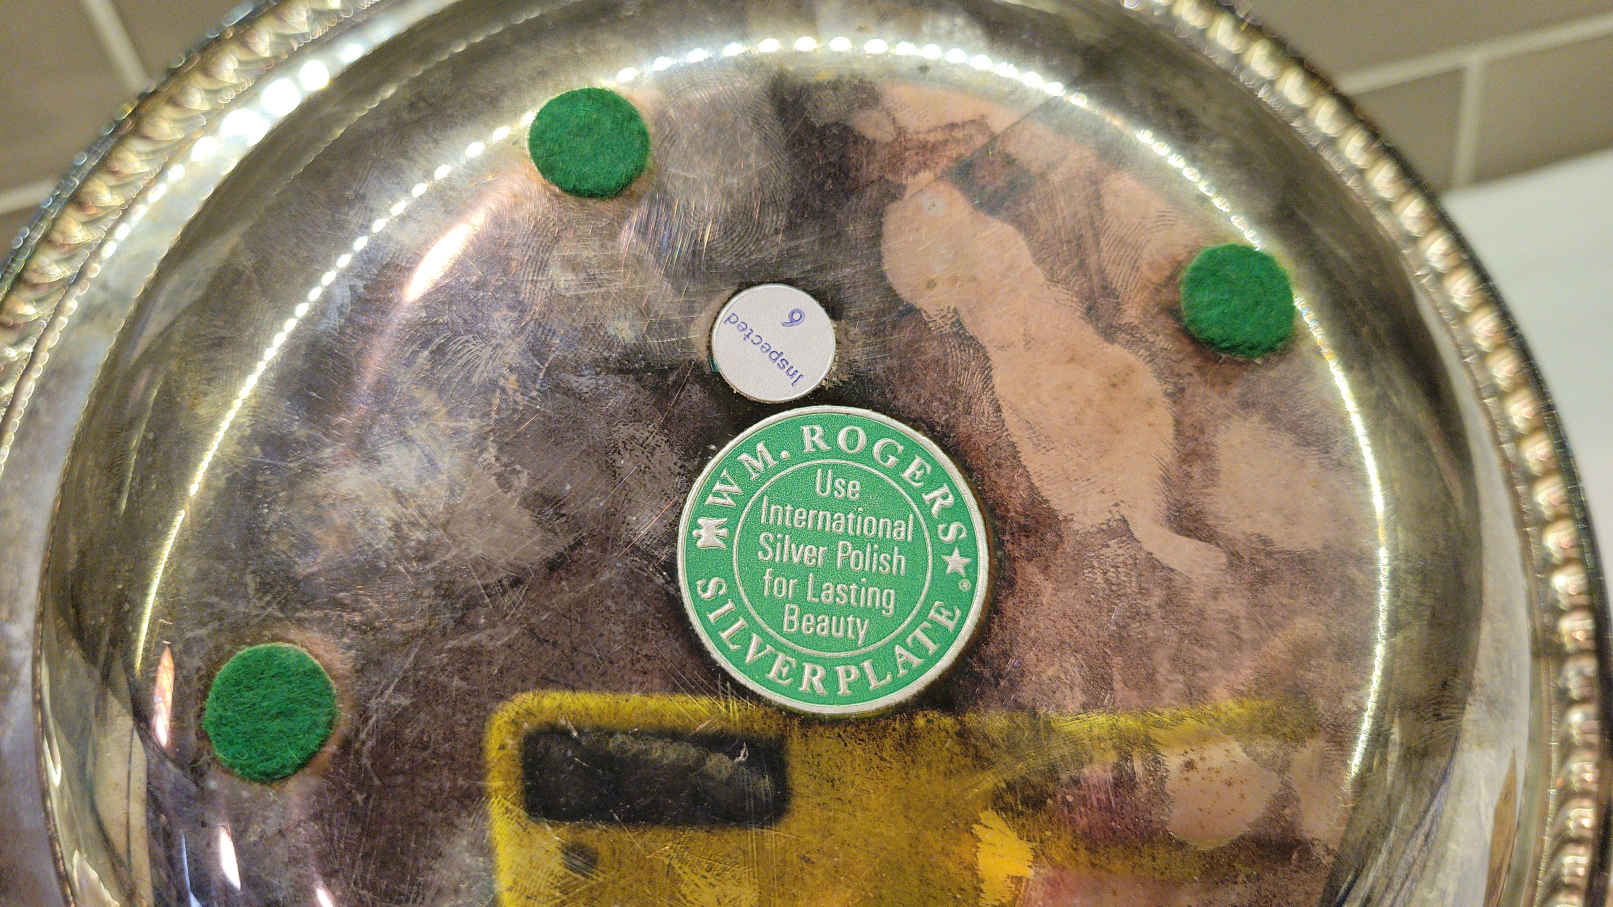 6
Inspected
WM. ROGERS
Use
International
Silver Polish
for Lasting
Beauty
SILVERPLATE ®